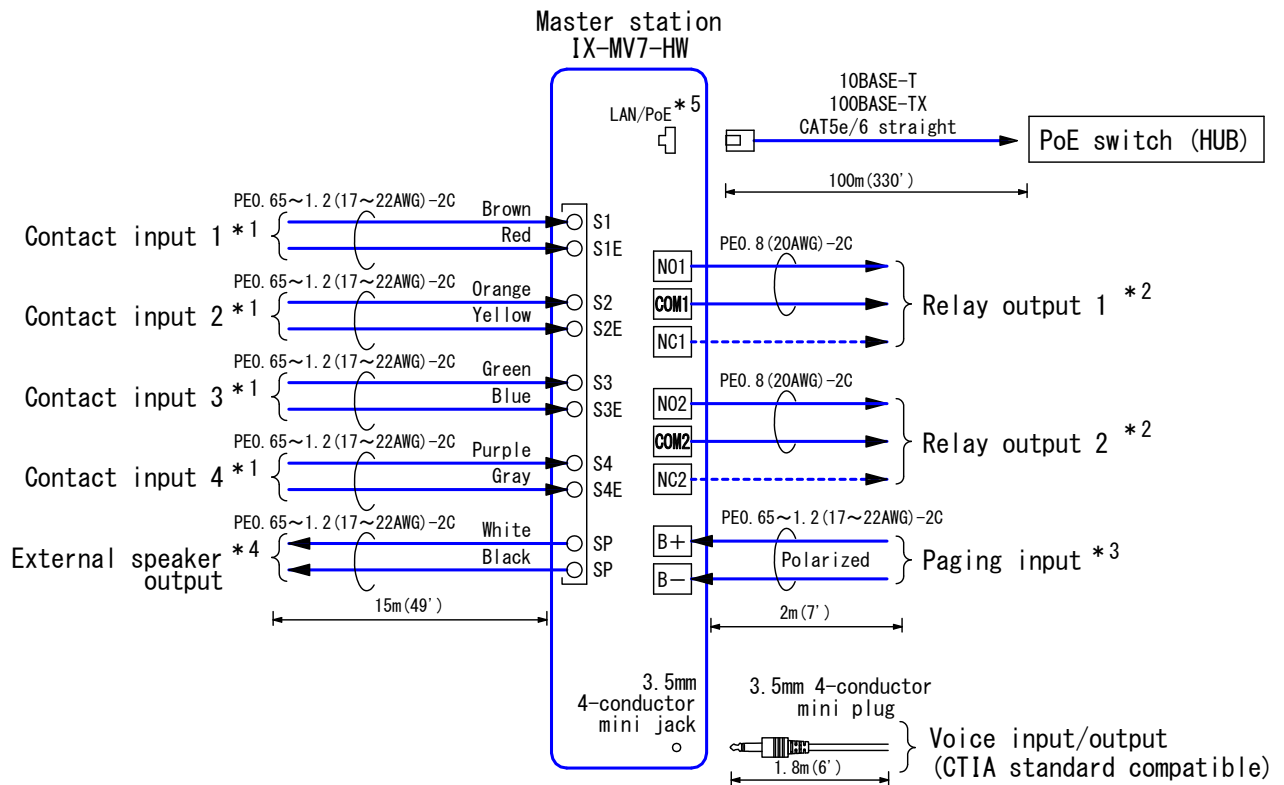 Master station
IX-MV7-HW
LAN/PoE *5
10BASE-T
100BASE-TX
CAT5e/6 straight
PoE switch (HUB)
100m(330')
PE0.65~1.2(17~22AWG)-2C
Contact input 1 *1
Brown
Red
S1
S1E
PE0.65~1.2(17~22AWG)-2C
Contact input 2 *1
Orange
Yellow
S2
S2E
PE0.65~1.2(17~22AWG)-2C
Contact input 3 *1
Green
Blue
S3
S3E
PE0.65~1.2(17~22AWG)-2C
Contact input 4 *1
Purple
Gray
S4
S4E
PE0.65~1.2(17~22AWG)-2C
External speaker *4
output
White
Black
SP
SP
15m(49')
PE0.8(20AWG)-2C
NO1
COM1
NC1
Relay output 1 *2
PE0.8(20AWG)-2C
NO2
COM2
NC2
Relay output 2 *2
PE0.65~1.2(17~22AWG)-2C
B+
B−
Polarized
Paging input *3
2m(7')
3.5mm
4-conductor
mini jack
3.5mm 4-conductor
mini plug
1.8m(6')
Voice input/output
(CTIA standard compatible)